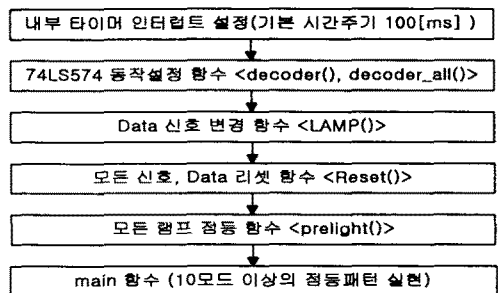 내부 타이머 인터럽트 설정(기본 시간주기 100[ms] )
74LS574 동작설정 함수 <decoder(), decoder_all()>
Data 신호 변경 함수 <LAMP()>
모든 신호, Data 리셋 함수 <Reset()>
모든 램프 점등 함수 <prelight()>
main 함수 (10모드 이상의 점등패턴 실현)